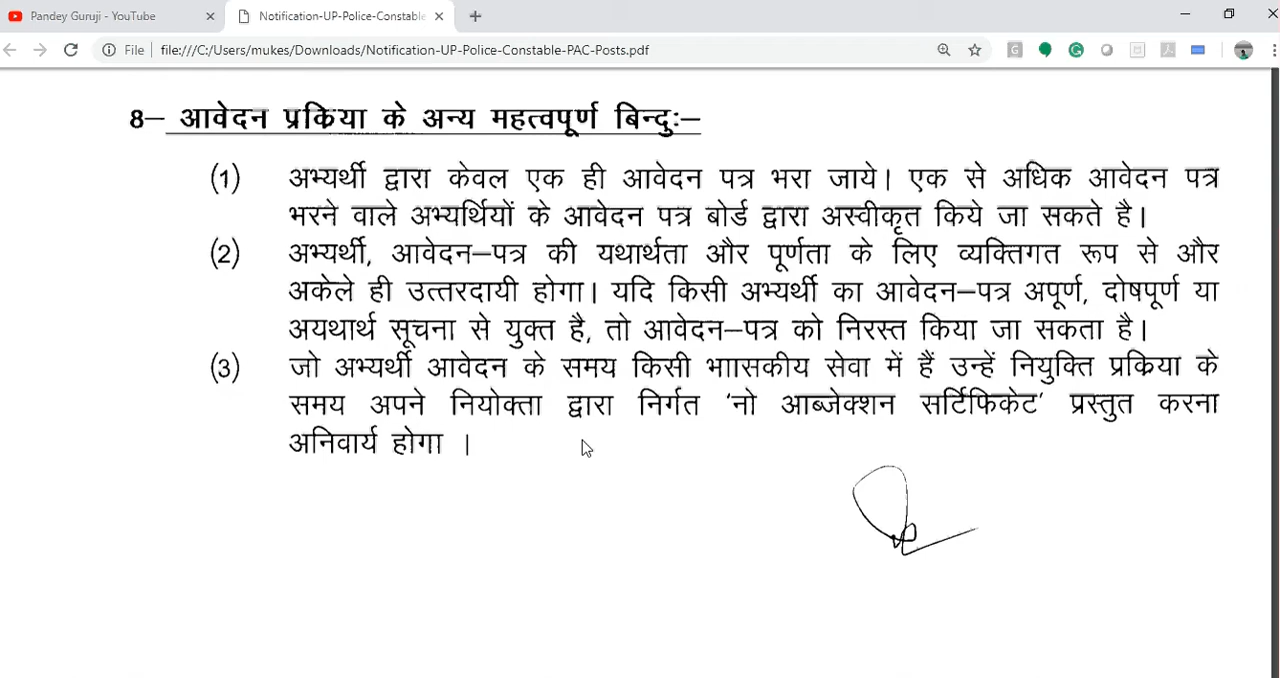 Pandey Guruji - YouTube
Notification-UP-Police-Constable
File
file:///C:/Users/mukes/Downloads/Notification-UP-Police-Constable-PAC-Posts.pdf
8– आवेदन प्रकिया के अन्य महत्वपूर्ण बिन्दुः–
(1) अभ्यर्थी द्वारा केवल एक ही आवेदन पत्र भरा जाये। एक से अधिक आवेदन पत्र
भरने वाले अभ्यर्थियों के आवेदन पत्र बोर्ड द्वारा अस्वीकृत किये जा सकते है।
(2) अभ्यर्थी, आवेदन–पत्र की यथार्थता और पूर्णता के लिए व्यक्तिगत रूप से और
अकेले ही उत्तरदायी होगा। यदि किसी अभ्यर्थी का आवेदन–पत्र अपूर्ण, दोषपूर्ण या
अयथार्थ सूचना से युक्त है, तो आवेदन–पत्र को निरस्त किया जा सकता है।
(3) जो अभ्यर्थी आवेदन के समय किसी भाासकीय सेवा में हैं उन्हें नियुक्ति प्रकिया के
समय अपने नियोक्ता द्वारा निर्गत 'नो आब्जेक्शन सर्टिफिकेट' प्रस्तुत करना
अनिवार्य होगा ।